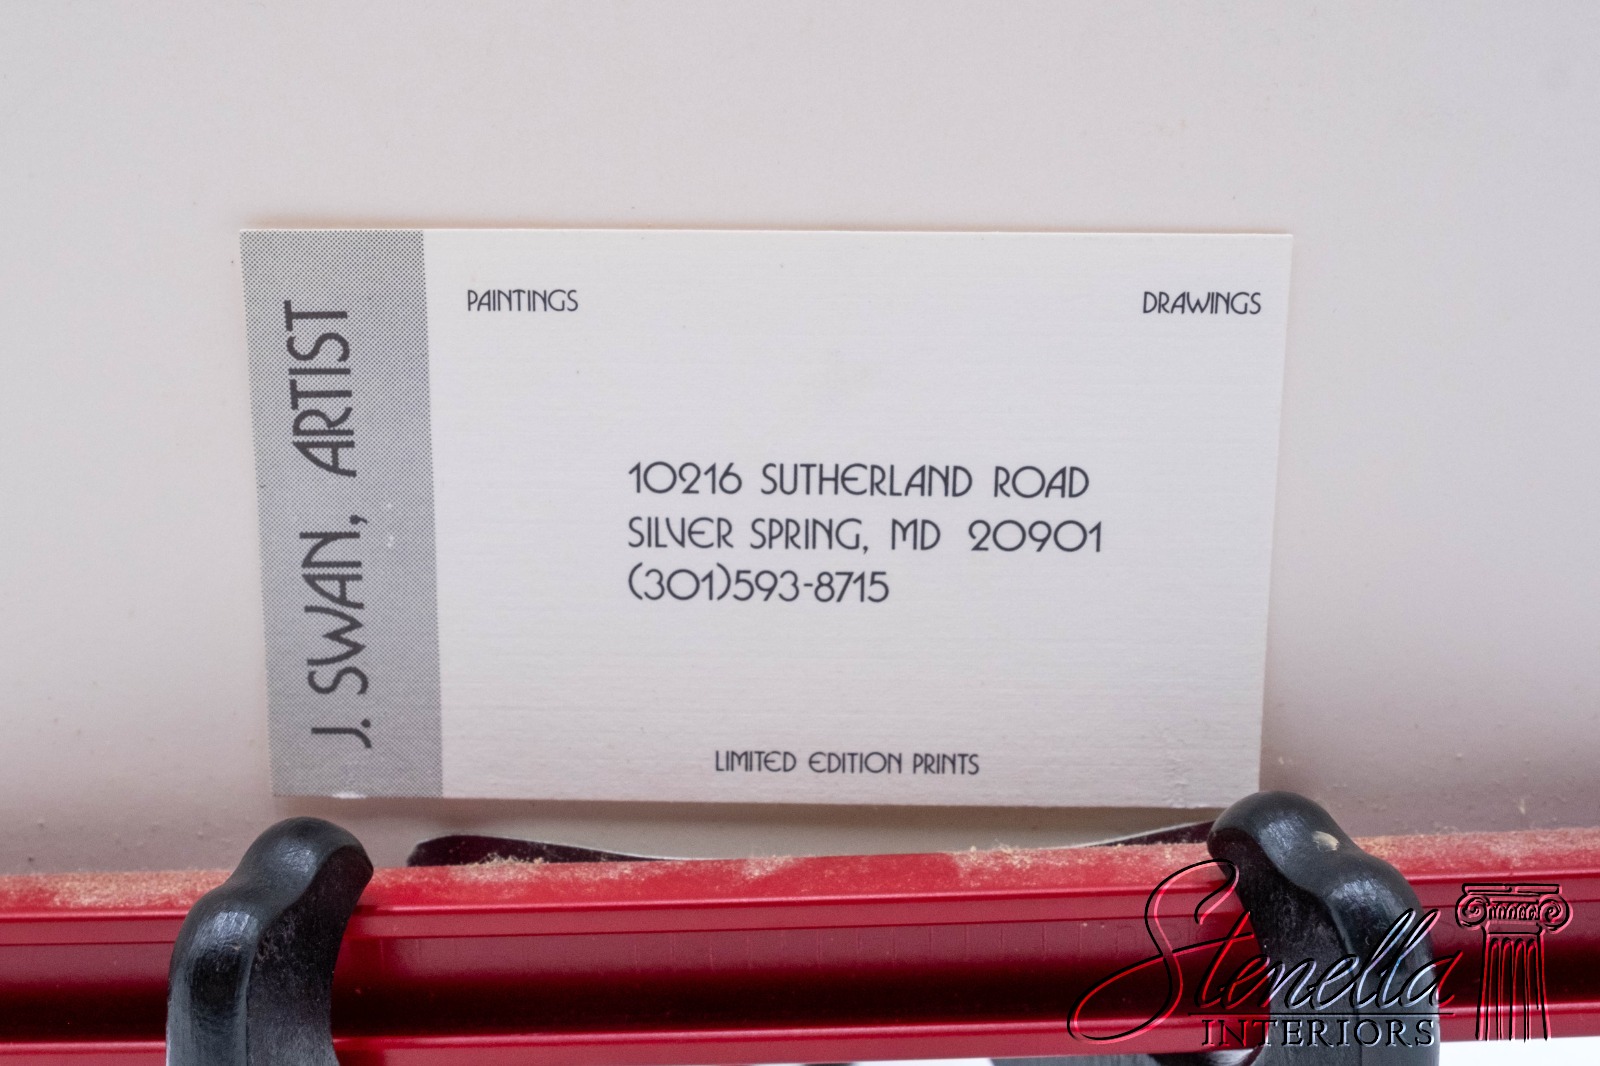 J. SWAN, ARTIST
PAINTINGS
DRAWINGS
10216 SUTHERLAND ROAD
SILVER SPRING, MD 20901
(301)593-8715
LIMITED EDITION PRINTS
Stenella
INTERIORS